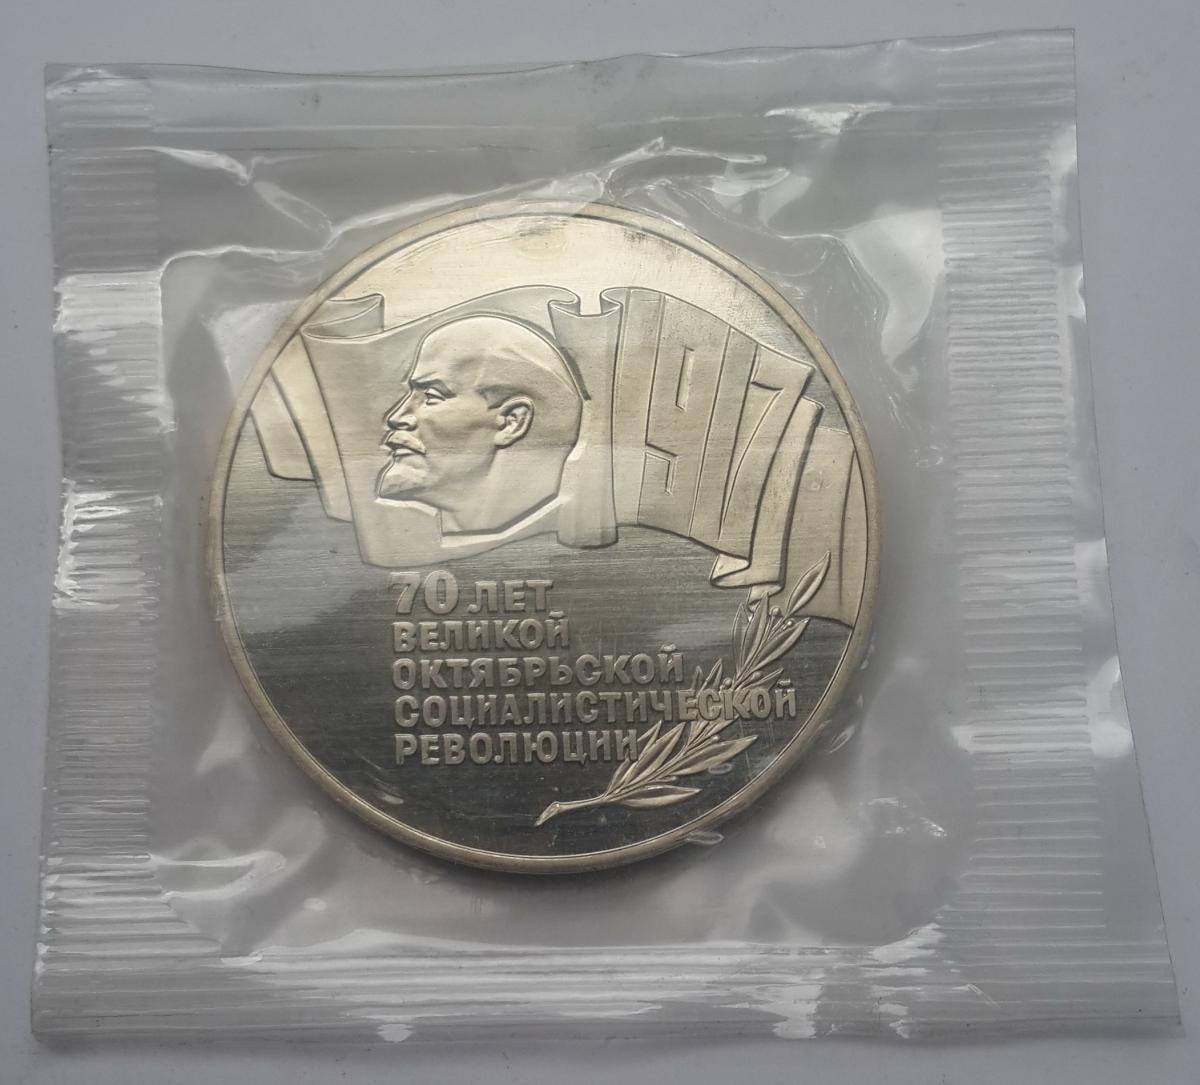 1917
70 ЛЕТ
ВЕЛИКОЙ
ОКТЯБРЬСКОЙ
СОЦИАЛИСТИЧЕСКОЙ
РЕВОЛЮЦИИ